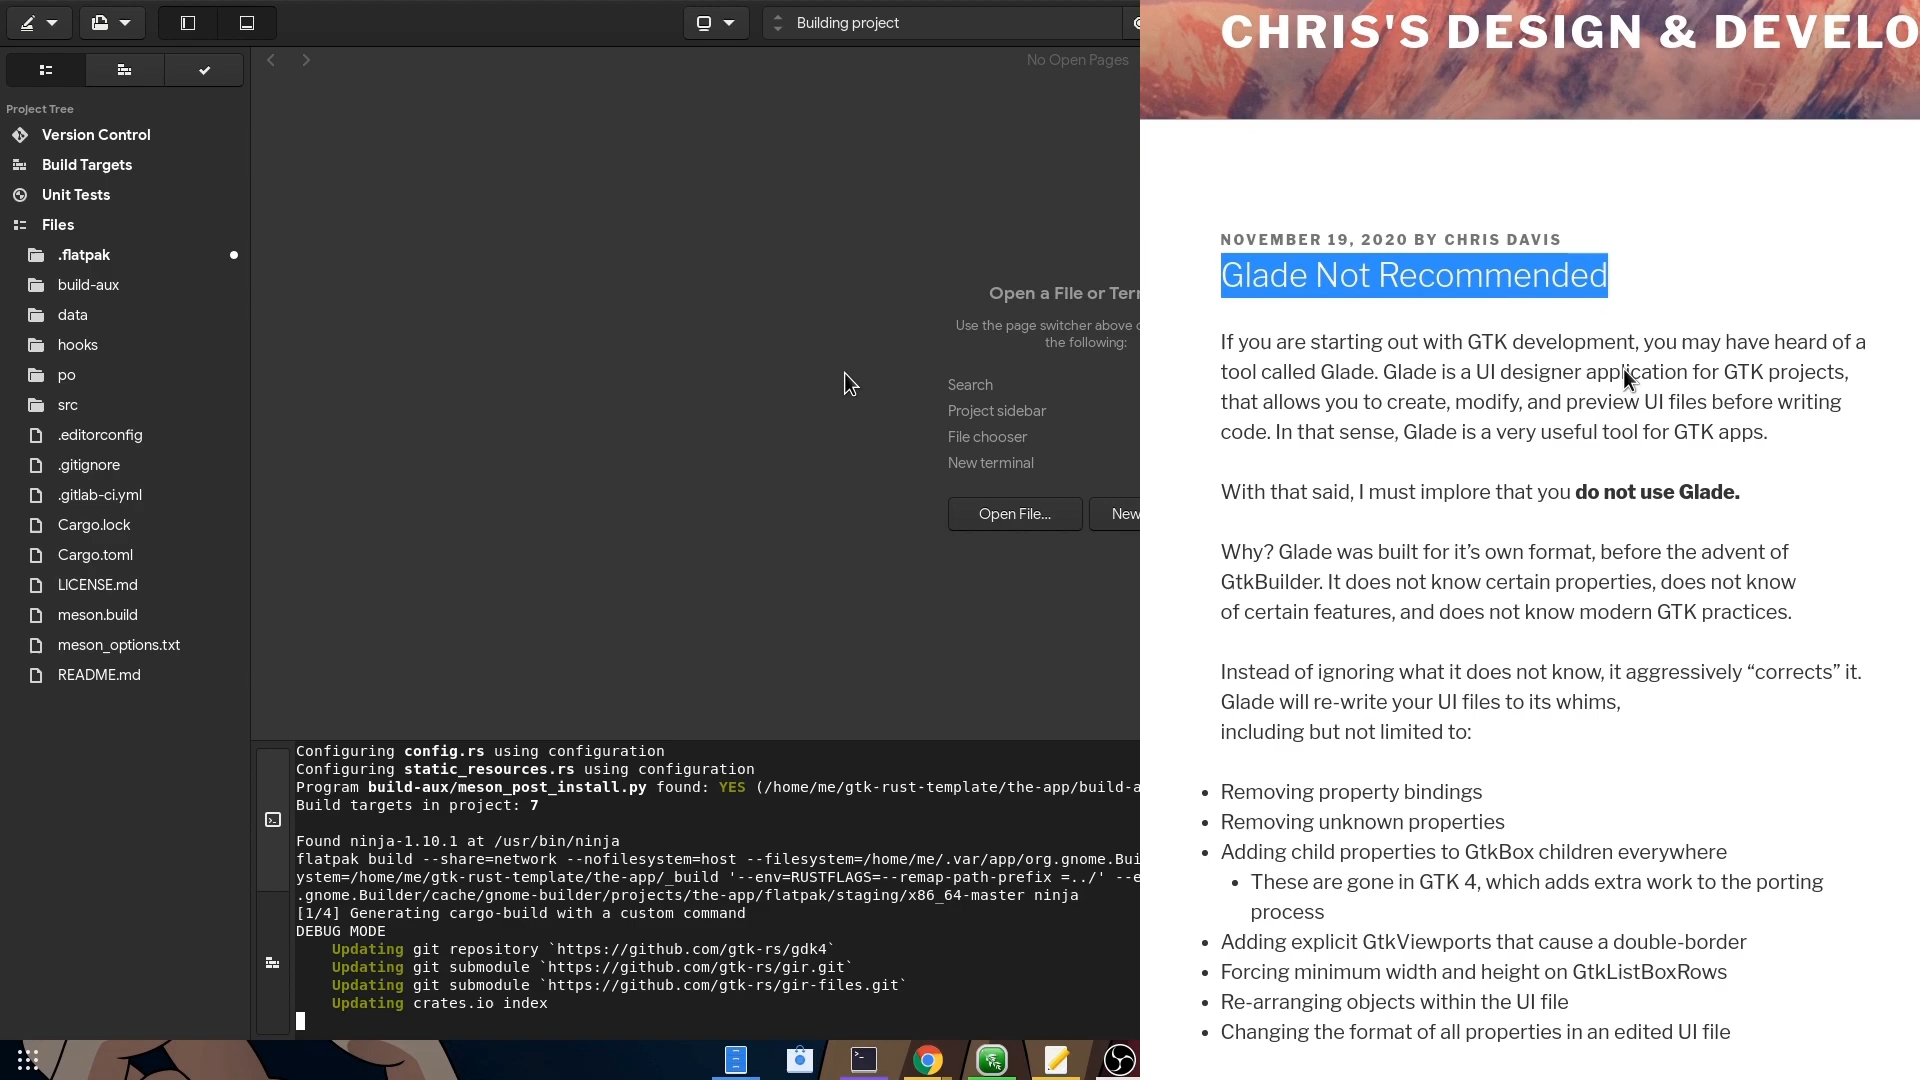 Building project
No Open Pages
Project Tree
Version Control
Build Targets
Unit Tests
Files
.flatpak
build-aux
data
hooks
po
src
.editorconfig
.gitignore
.gitlab-ci.yml
Cargo.lock
Cargo.toml
LICENSE.md
meson.build
meson_options.txt
README.md
Open a File or Terr
Use the page switcher above
the following:
Search
Project sidebar
File chooser
New terminal
Open File...
New
Configuring config.rs using configuration
Configuring static_resources.rs using configuration
Program build-aux/meson_post_install.py found: YES (/home/me/gtk-rust-template/the-app/build-a
Build targets in project: 7
Found ninja-1.10.1 at /usr/bin/ninja
flatpak build --share=network --nofilesystem=host --filesystem=/home/me/.var/app/org.gnome.Bui
ystem=/home/me/gtk-rust-template/the-app/_build '--env=RUSTFLAGS=--remap-path-prefix =../' --e
.gnome.Builder/cache/gnome-builder/projects/the-app/flatpak/staging/x86_64-master ninja
[1/4] Generating cargo-build with a custom command
DEBUG MODE
Updating git repository `https://github.com/gtk-rs/gdk4`
Updating git submodule `https://github.com/gtk-rs/gir.git`
Updating git submodule `https://github.com/gtk-rs/gir-files.git`
Updating crates.io index
CHRIS'S DESIGN & DEVELO
NOVEMBER 19, 2020 BY CHRIS DAVIS
Glade Not Recommended
If you are starting out with GTK development, you may have heard of a
tool called Glade. Glade is a UI designer application for GTK projects,
that allows you to create, modify, and preview UI files before writing
code. In that sense, Glade is a very useful tool for GTK apps.
With that said, I must implore that you do not use Glade.
Why? Glade was built for it's own format, before the advent of
GtkBuilder. It does not know certain properties, does not know
of certain features, and does not know modern GTK practices.
Instead of ignoring what it does not know, it aggressively “corrects” it.
Glade will re-write your UI files to its whims,
including but not limited to:
• Removing property bindings
• Removing unknown properties
• Adding child properties to GtkBox children everywhere
• These are gone in GTK 4, which adds extra work to the porting
process
• Adding explicit GtkViewports that cause a double-border
• Forcing minimum width and height on GtkListBoxRows
• Re-arranging objects within the UI file
• Changing the format of all properties in an edited UI file